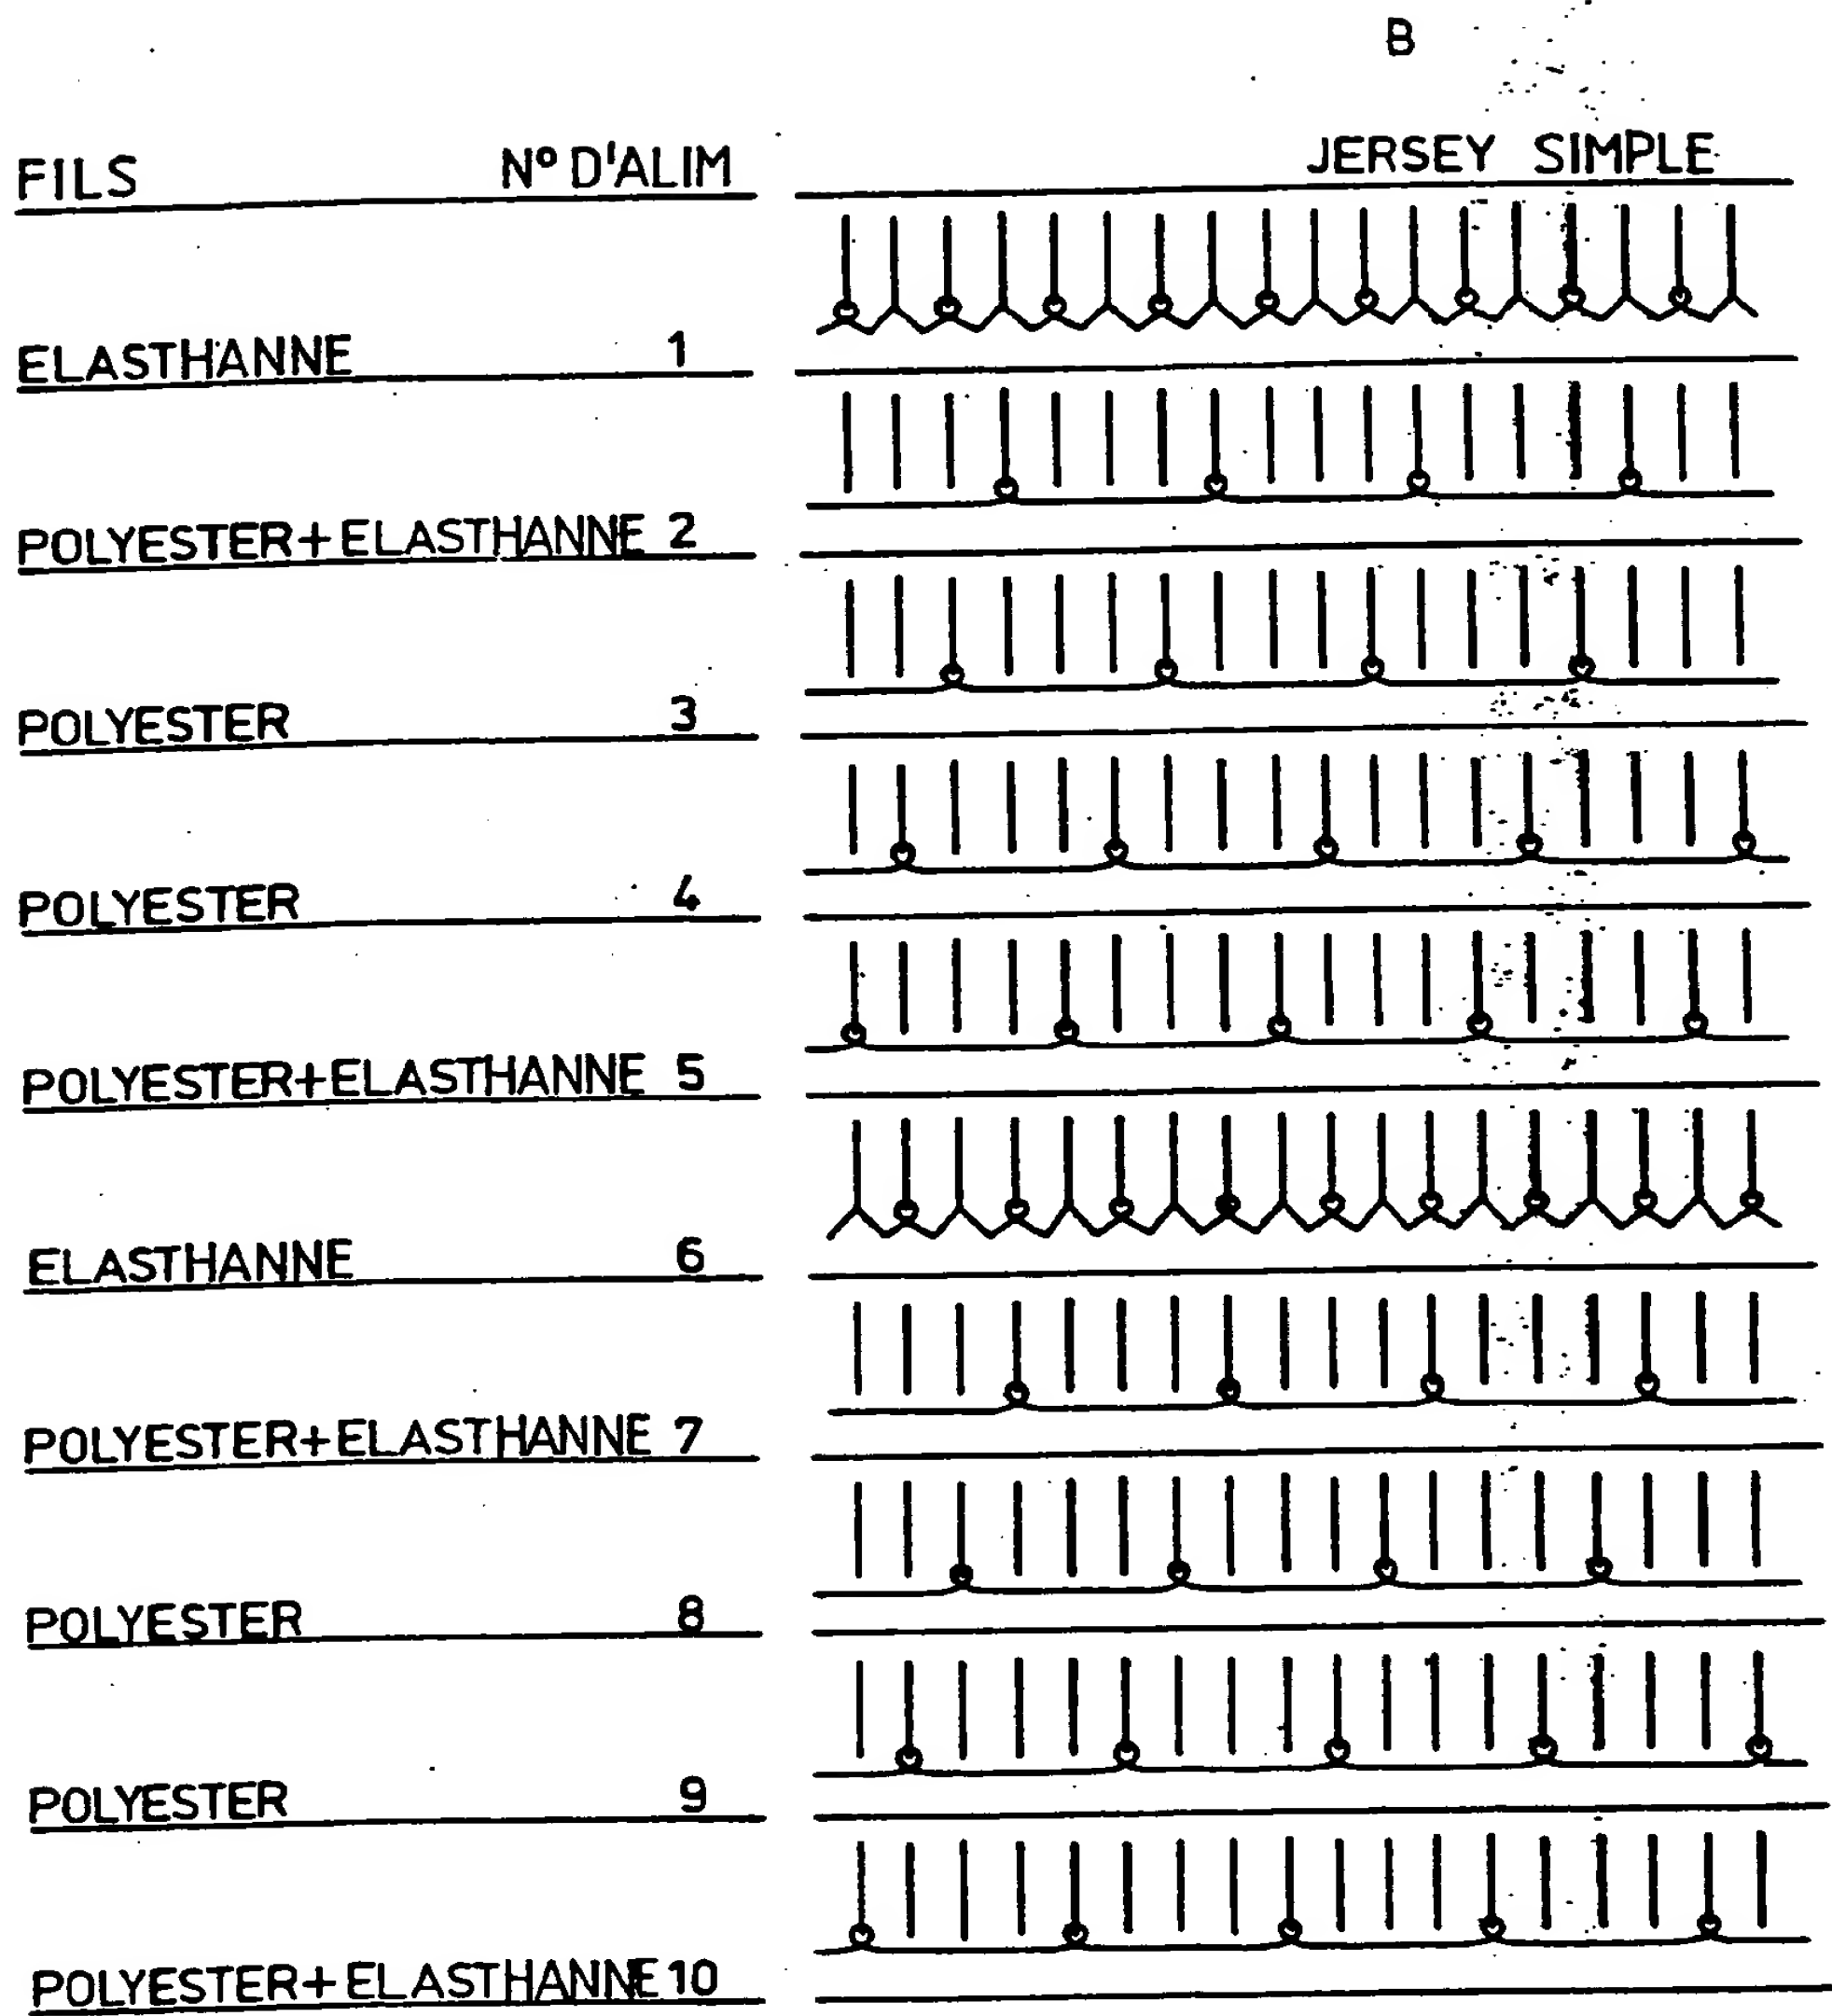 B
FILS N° D'ALIM JERSEY SIMPLE
ELASTHANNE 1
POLYESTER+ELASTHANNE 2
POLYESTER 3
POLYESTER 4
POLYESTER+ELASTHANNE 5
ELASTHANNE 6
POLYESTER+ELASTHANNE 7
POLYESTER 8
POLYESTER 9
POLYESTER+ELASTHANNE 10